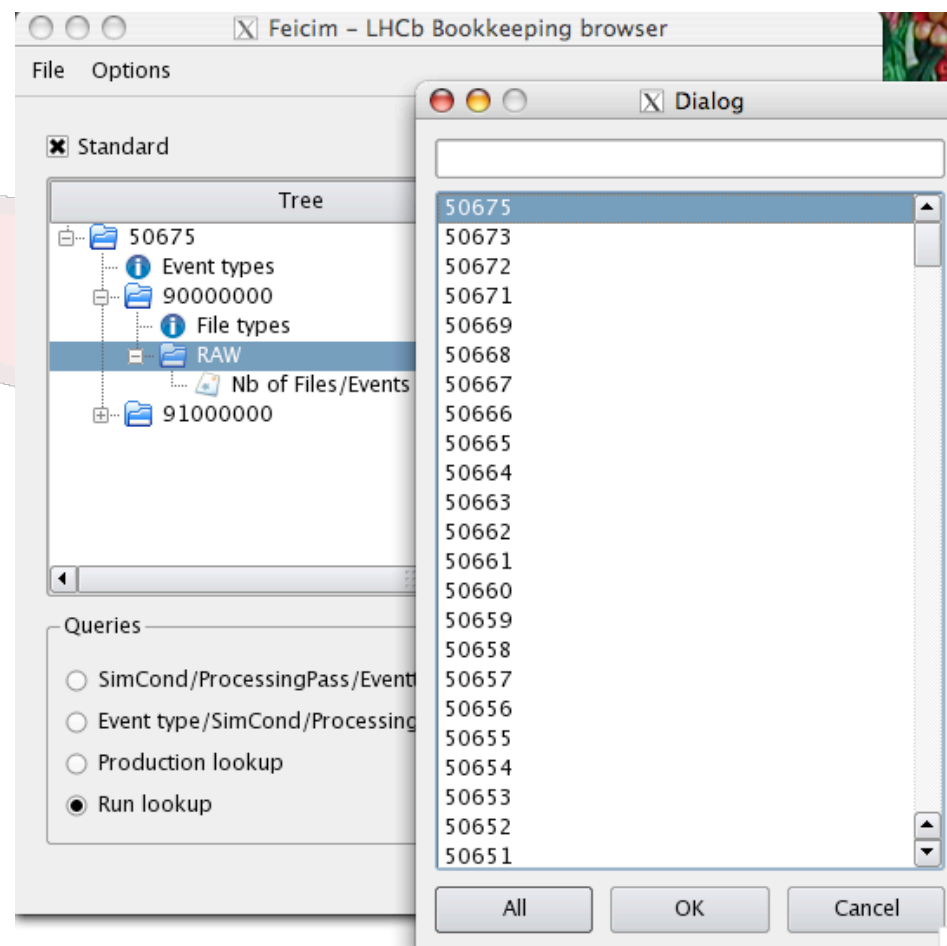 Feicim – LHCb Bookkeeping browser
File Options
Standard
Tree
50675
Event types
90000000
File types
RAW
Nb of Files/Events
91000000
Queries
SimCond/ProcessingPass/Event
Event type/SimCond/Processing
Production lookup
Run lookup
X Dialog
50675
50673
50672
50671
50669
50668
50667
50666
50665
50664
50663
50662
50661
50660
50659
50658
50657
50656
50655
50654
50653
50652
50651
All OK Cancel